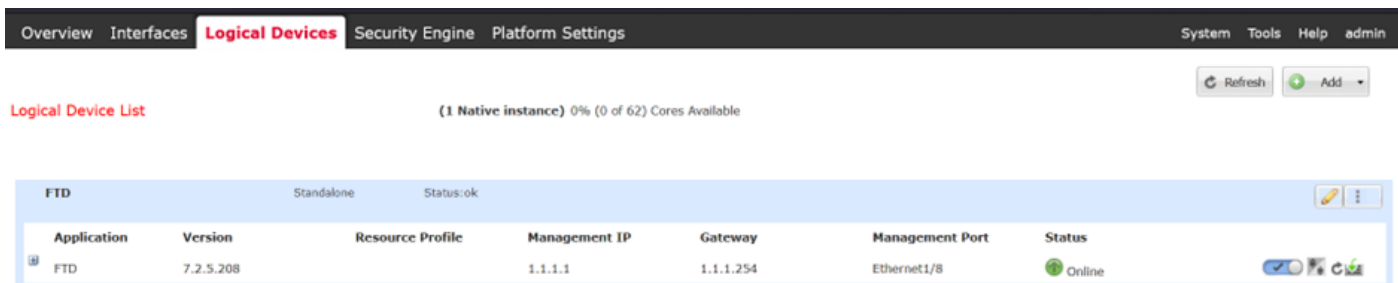 Overview Interfaces Logical Devices Security Engine Platform Settings System Tools Help admin
Refresh Add
Logical Device List (1 Native instance) 0% (0 of 62) Cores Available
FTD Standalone Status:ok
Application Version Resource Profile Management IP Gateway Management Port Status
FTD 7.2.5.208 1.1.1.1 1.1.1.254 Ethernet1/8 Online